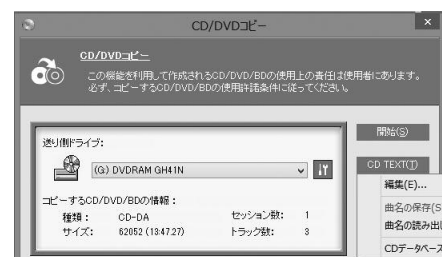 CD/DVDコピー
×
CD/DVDコピー
この機能を利用して作成されるCD/DVD/BDの使用上の責任は使用者にあります。
必ず、コピーするCD/DVD/BDの使用許諾条件に従ってください。
送り側ドライブ:
(G:) DVDRAM GH41N
コピーするCD/DVD/BDの情報:
種類: CD-DA セッション数: 1
サイズ: 62052 (13:47.27) トラック数: 3
開始(S)
CD TEXT(T)
編集(E)...
曲名の保存(S
曲名の読み出
CDデータベース